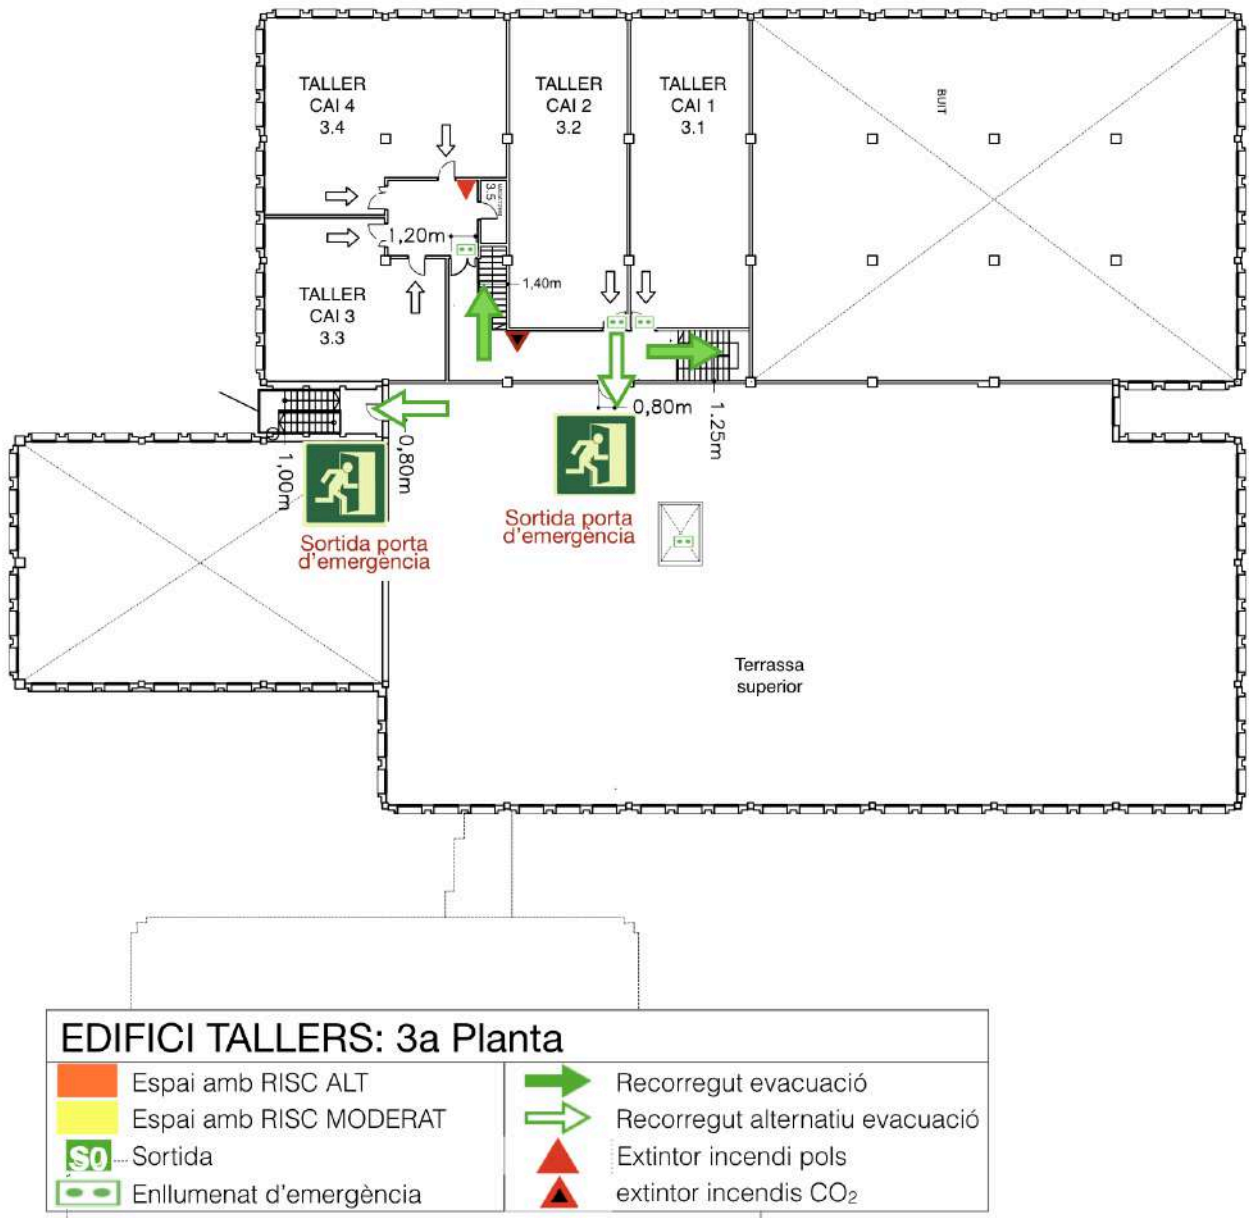 TALLER
CAI 4
3.4
TALLER
CAI 2
3.2
TALLER
CAI 1
3.1
BUIT
3.5
1,20m
1,40m
TALLER
CAI 3
3.3
0,80m
1.25m
0,80m
1,00m
Sortida porta
d'emergència
Sortida porta
d'emergència
Terrassa
superior
EDIFICI TALLERS: 3a Planta
Espai amb RISC ALT
Espai amb RISC MODERAT
S0 Sortida
Enllumenat d'emergència
Recorregut evacuació
Recorregut alternatiu evacuació
Extintor incendi pols
extintor incendis CO₂